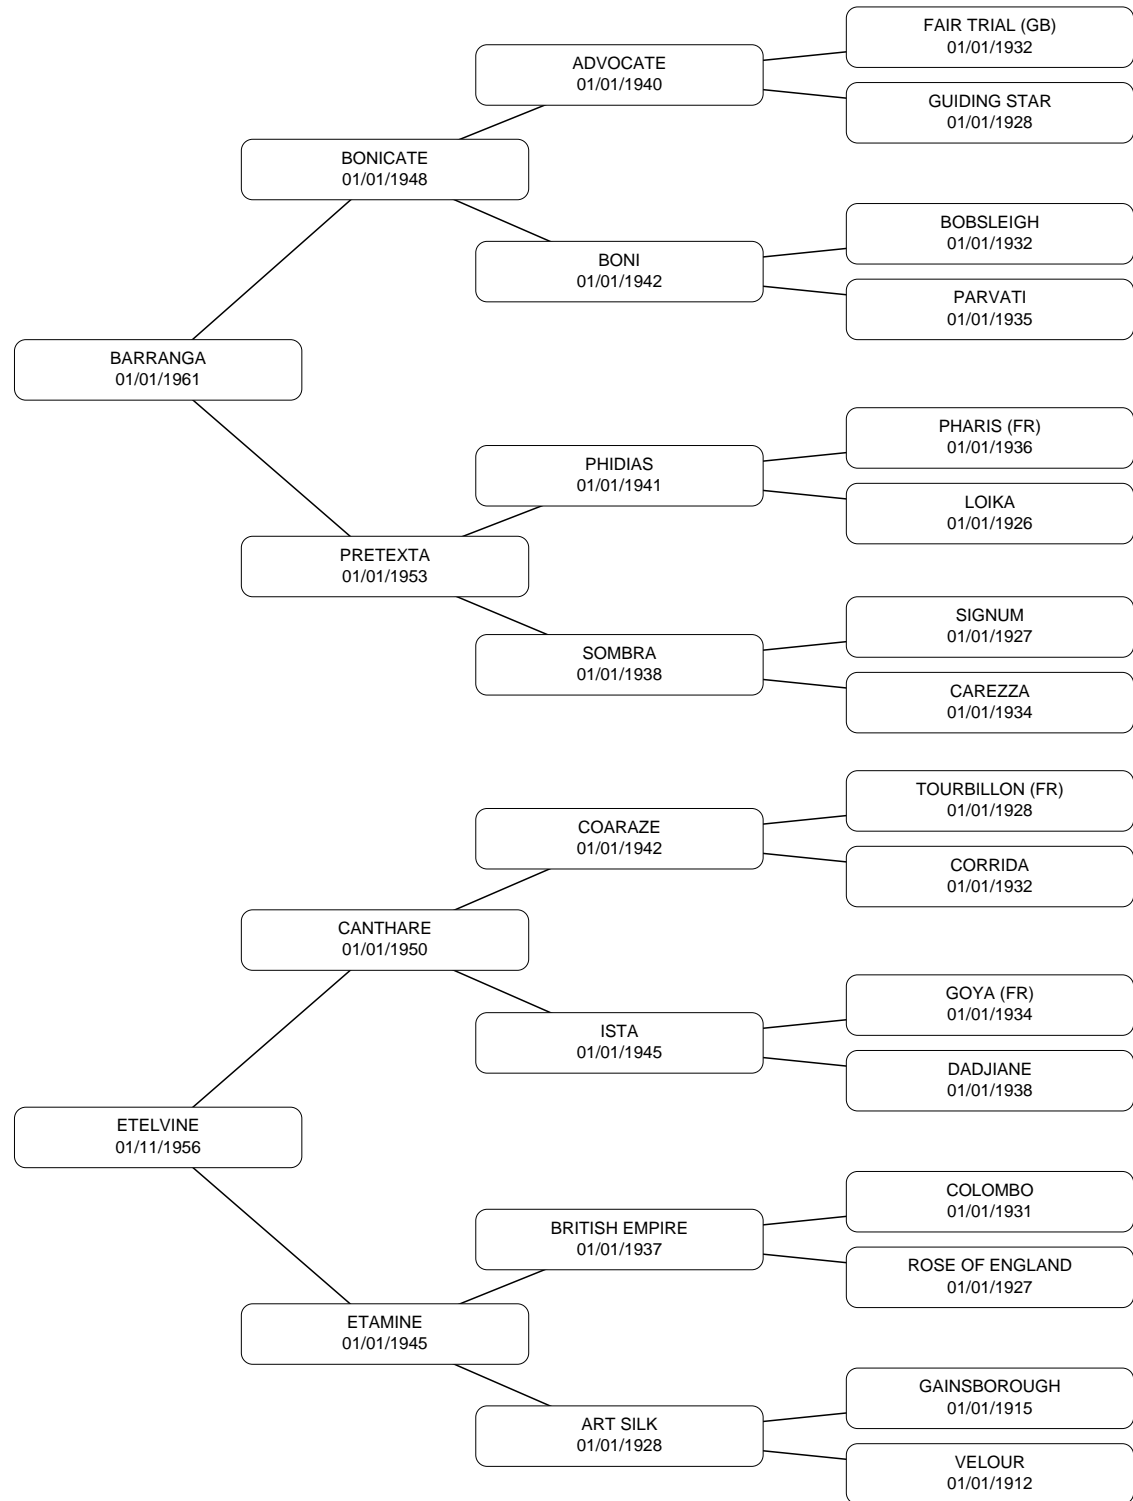 FAIR TRIAL (GB)
01/01/1932
ADVOCATE
01/01/1940
GUIDING STAR
01/01/1928
BONICATE
01/01/1948
BOBSLEIGH
01/01/1932
BONI
01/01/1942
PARVATI
01/01/1935
BARRANGA
01/01/1961
PHARIS (FR)
01/01/1936
PHIDIAS
01/01/1941
LOIKA
01/01/1926
PRETEXTA
01/01/1953
SIGNUM
01/01/1927
SOMBRA
01/01/1938
CAREZZA
01/01/1934
TOURBILLON (FR)
01/01/1928
COARAZE
01/01/1942
CORRIDA
01/01/1932
CANTHARE
01/01/1950
GOYA (FR)
01/01/1934
ISTA
01/01/1945
DADJIANE
01/01/1938
ETELVINE
01/11/1956
COLOMBO
01/01/1931
BRITISH EMPIRE
01/01/1937
ROSE OF ENGLAND
01/01/1927
ETAMINE
01/01/1945
GAINSBOROUGH
01/01/1915
ART SILK
01/01/1928
VELOUR
01/01/1912